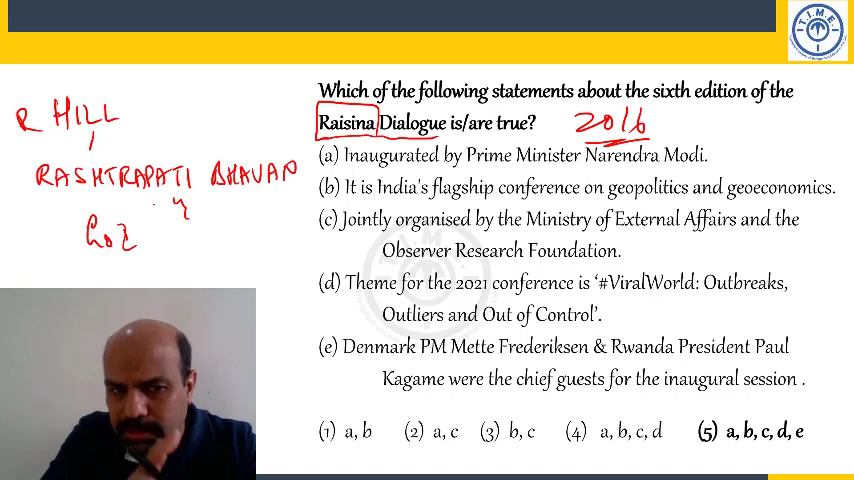 T.I.M.E.
Which of the following statements about the sixth edition of the
Raisina Dialogue is/are true?
2016
(a) Inaugurated by Prime Minister Narendra Modi.
(b) It is India's flagship conference on geopolitics and geoeconomics.
(c) Jointly organised by the Ministry of External Affairs and the
Observer Research Foundation.
(d) Theme for the 2021 conference is '#ViralWorld: Outbreaks,
Outliers and Out of Control'.
(e) Denmark PM Mette Frederiksen & Rwanda President Paul
Kagame were the chief guests for the inaugural session .
(1) a, b (2) a, c (3) b, c (4) a, b, c, d (5) a, b, c, d, e
R HILL
RASHTRAPATI BHAVAN